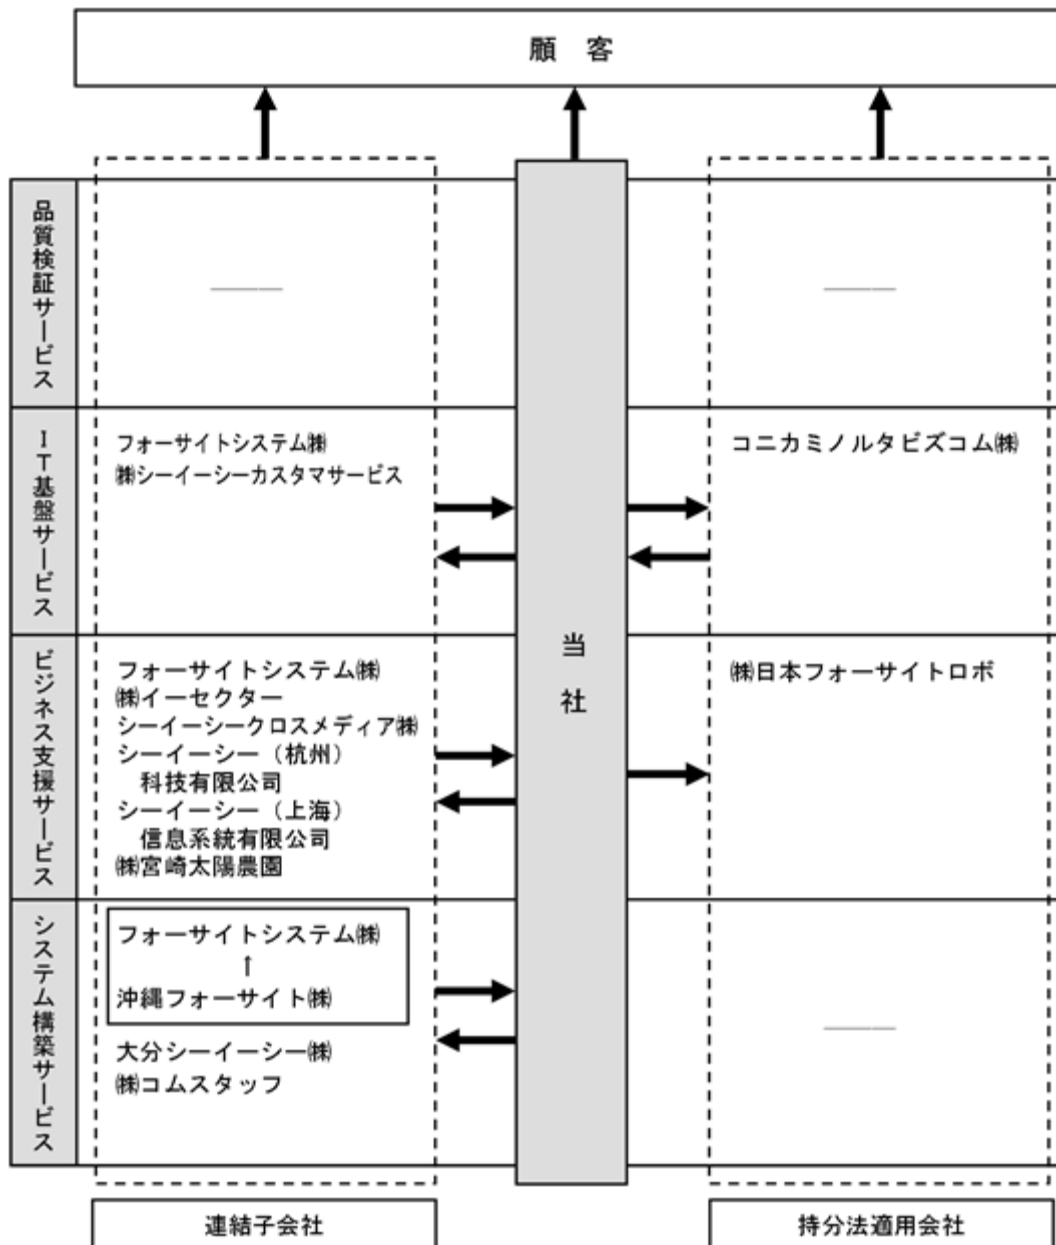 顧 客
品質検証サービス
———
———
IT基盤サービス
フォーサイトシステム㈱
㈱シーイーシーカスタマサービス
コニカミノルタビズコム㈱
当社
ビジネス支援サービス
フォーサイトシステム㈱
㈱イーセクター
シーイーシークロスメディア㈱
シーイーシー（杭州）
科技有限公司
シーイーシー（上海）
信息系統有限公司
㈱宮崎太陽農園
㈱日本フォーサイトロボ
システム構築サービス
フォーサイトシステム㈱
↑
沖縄フォーサイト㈱
大分シーイーシー㈱
㈱コムスタッフ
———
連結子会社
持分法適用会社